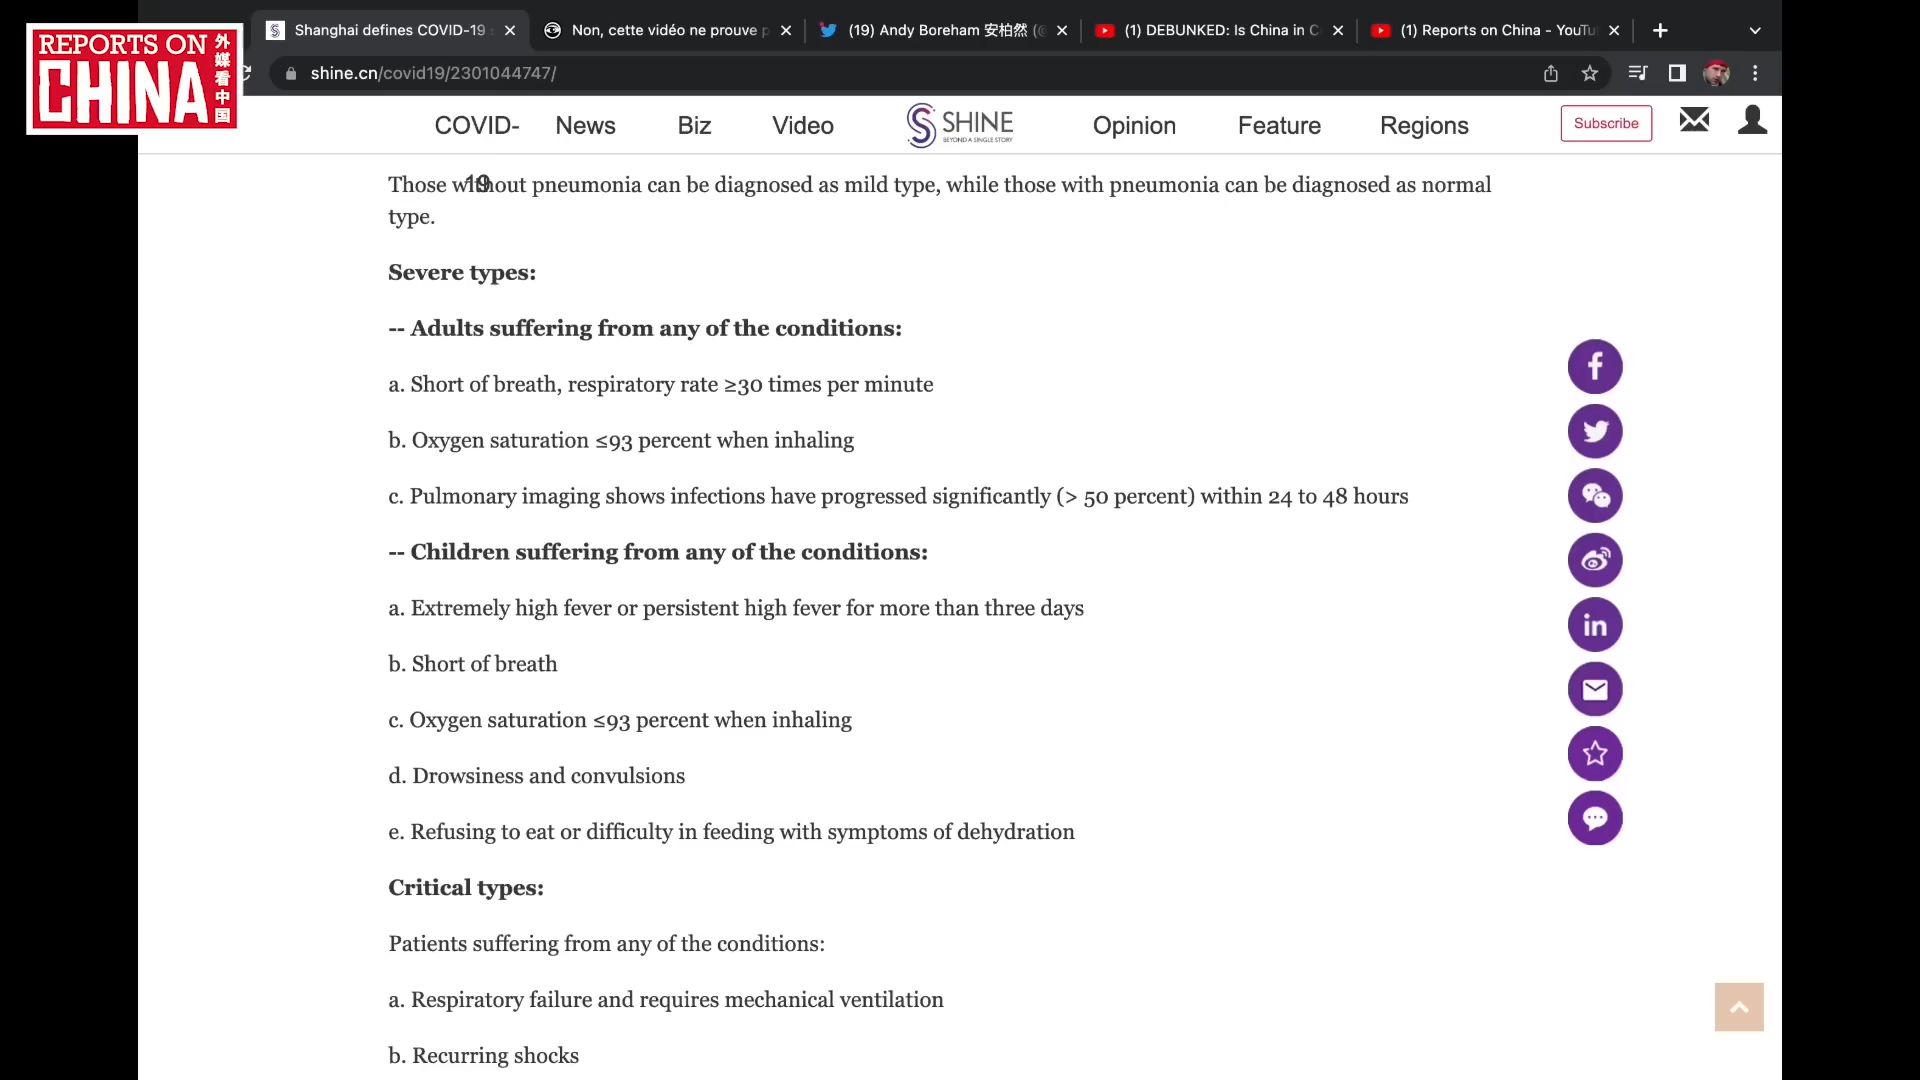 REPORTS ON
CHINA
外媒看中国
Shanghai defines COVID-19
Non, cette vidéo ne prouve p
(19) Andy Boreham 安柏然 (@
(1) DEBUNKED: Is China in C
(1) Reports on China - YouTu
shine.cn/covid19/2301044747/
COVID-19
News
Biz
Video
SHINE
BEYOND A SINGLE STORY
Opinion
Feature
Regions
Subscribe
Those without pneumonia can be diagnosed as mild type, while those with pneumonia can be diagnosed as normal
type.
Severe types:
-- Adults suffering from any of the conditions:
a. Short of breath, respiratory rate ≥30 times per minute
b. Oxygen saturation ≤93 percent when inhaling
c. Pulmonary imaging shows infections have progressed significantly (> 50 percent) within 24 to 48 hours
-- Children suffering from any of the conditions:
a. Extremely high fever or persistent high fever for more than three days
b. Short of breath
c. Oxygen saturation ≤93 percent when inhaling
d. Drowsiness and convulsions
e. Refusing to eat or difficulty in feeding with symptoms of dehydration
Critical types:
Patients suffering from any of the conditions:
a. Respiratory failure and requires mechanical ventilation
b. Recurring shocks